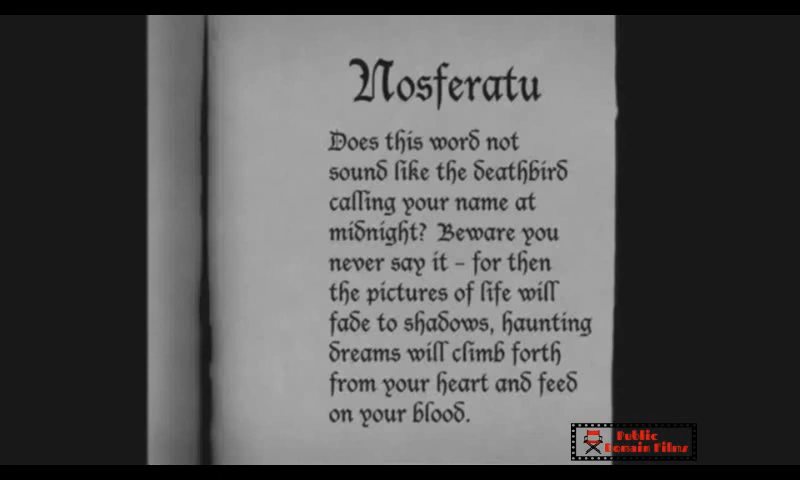 Nosferatu
Does this word not
sound like the deathbird
calling your name at
midnight? Beware you
never say it - for then
the pictures of life will
fade to shadows, haunting
dreams will climb forth
from your heart and feed
on your blood.
Public
Domain Films